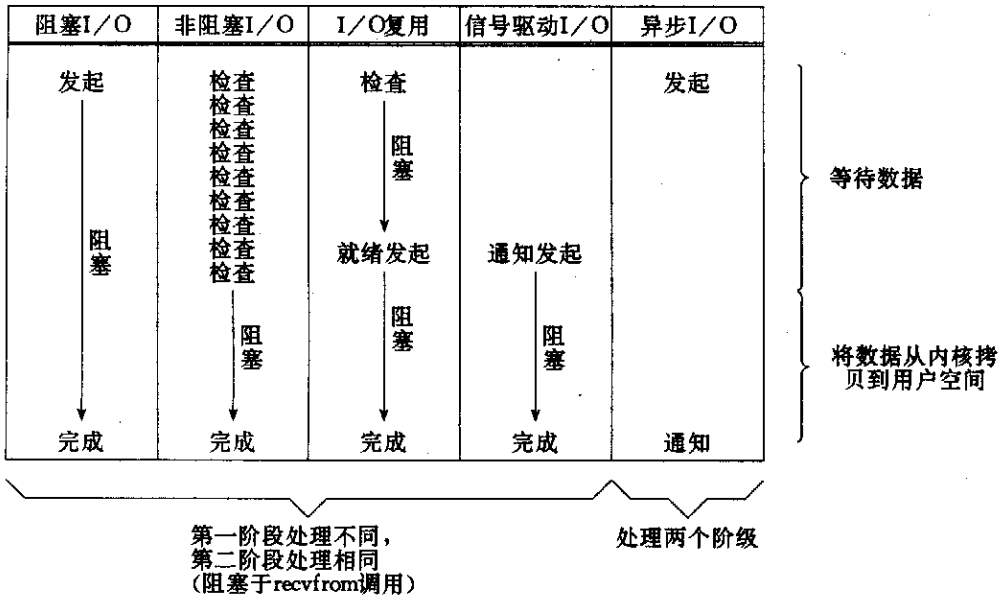 阻塞I/O 非阻塞I/O I/O复用 信号驱动I/O 异步I/O
发起 检查 检查 发起
检查
检查
检查
检查
检查
检查
检查
检查
阻塞
阻塞
等待数据
就绪发起 通知发起
阻塞
阻塞
阻塞
将数据从内核拷
贝到用户空间
完成 完成 完成 完成 通知
第一阶段处理不同,
第二阶段处理相同
(阻塞于recvfrom调用)
处理两个阶级